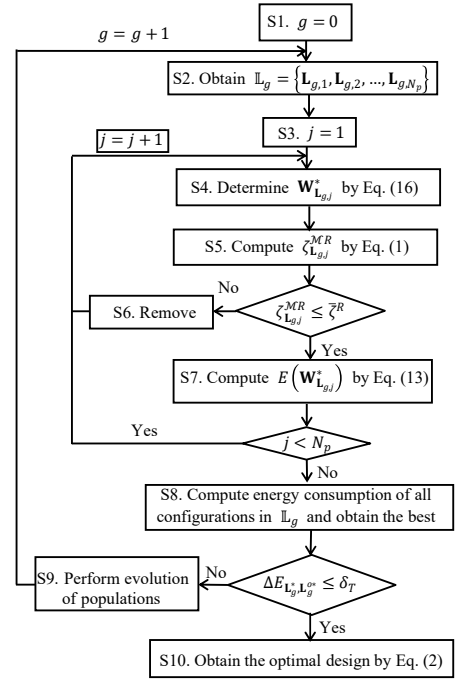 S1. g = 0
g = g + 1
S2. Obtain 𝕃_g = {𝐋_{g,1}, 𝐋_{g,2}, ..., 𝐋_{g,N_p}}
j = j + 1
S3. j = 1
S4. Determine 𝐖*_{𝐋_{g,j}} by Eq. (16)
S5. Compute ζ^{ℳR}_{𝐋_{g,j}} by Eq. (1)
No
S6. Remove
ζ^{ℳR}_{𝐋_{g,j}} ≤ ζ̄^R
Yes
S7. Compute E(𝐖*_{𝐋_{g,j}}) by Eq. (13)
Yes
j < N_p
No
S8. Compute energy consumption of all
configurations in 𝕃_g and obtain the best
S9. Perform evolution
of populations
No
ΔE_{𝐋*_g,𝐋^{o*}_g} ≤ δ_T
Yes
S10. Obtain the optimal design by Eq. (2)